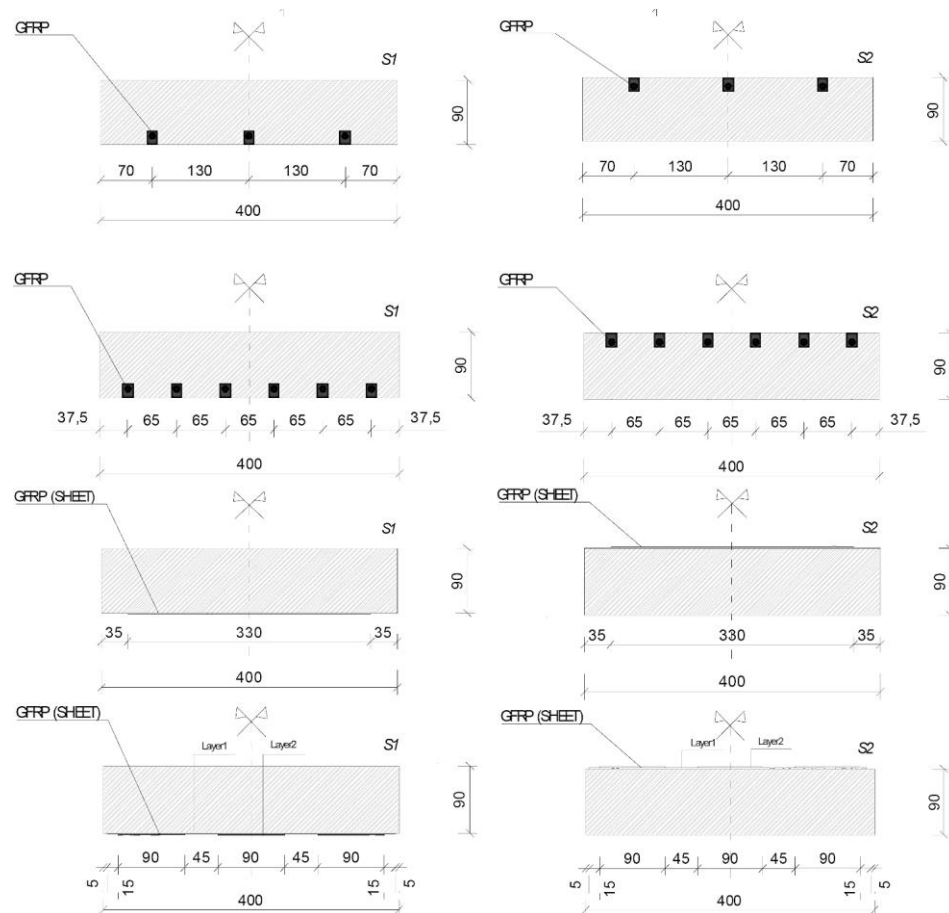 GFRP
S1
90
70 130 130 70
400
GFRP
S2
90
70 130 130 70
400
GFRP
S1
90
37,5 65 65 65 65 65 37,5
400
GFRP
S2
90
37,5 65 65 65 65 65 37,5
400
GFRP (SHEET)
S1
90
35 330 35
400
GFRP (SHEET)
S2
90
35 330 35
400
GFRP (SHEET)
S1
Layer1 Layer2
90
90 45 90 45 90
5 15 15 5
400
GFRP (SHEET)
S2
Layer1 Layer2
90
90 45 90 45 90
5 15 15 5
400